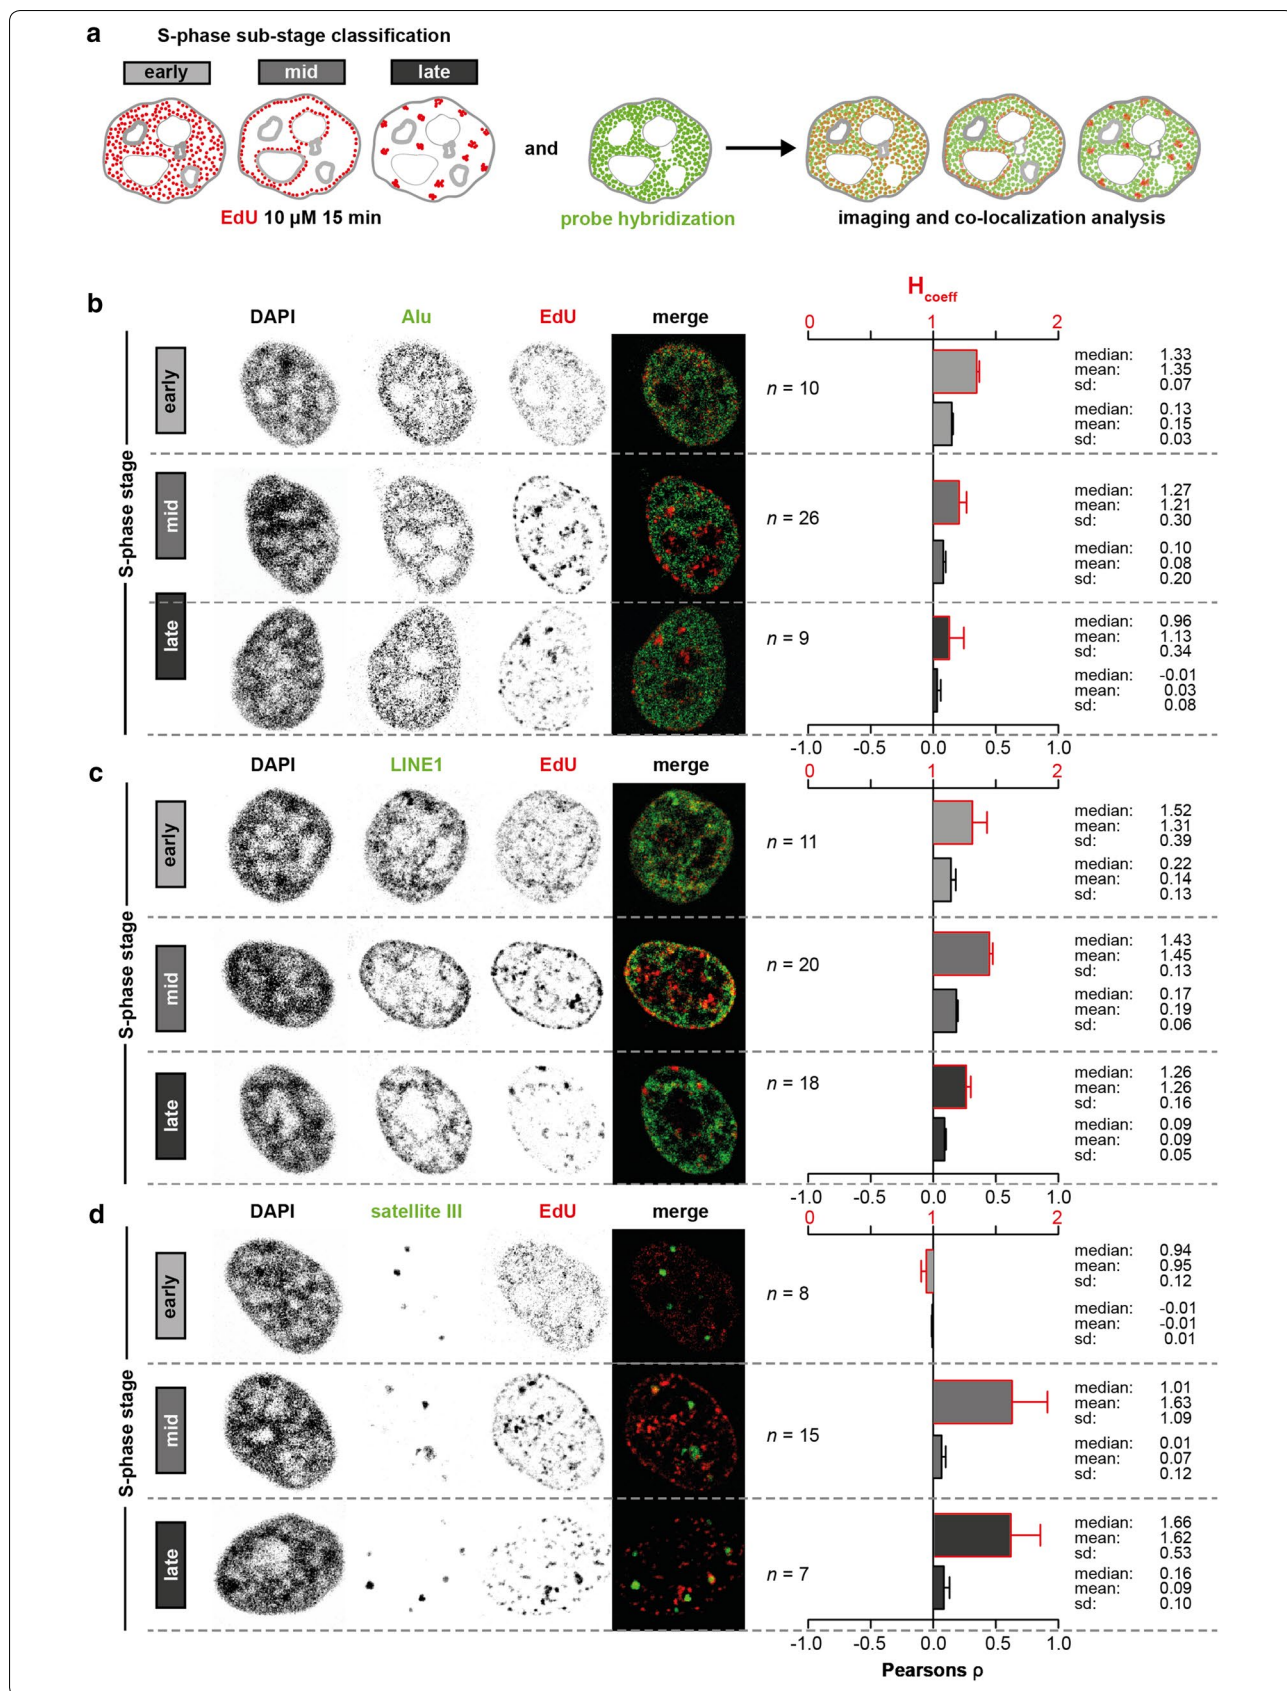 a
S-phase sub-stage classification
early mid late
and
EdU 10 µM 15 min
probe hybridization
imaging and co-localization analysis
b
DAPI Alu EdU merge
Hcoeff
0 1 2
S-phase stage
early
n = 10
median: 1.33
mean: 1.35
sd: 0.07
median: 0.13
mean: 0.15
sd: 0.03
mid
n = 26
median: 1.27
mean: 1.21
sd: 0.30
median: 0.10
mean: 0.08
sd: 0.20
late
n = 9
median: 0.96
mean: 1.13
sd: 0.34
median: -0.01
mean: 0.03
sd: 0.08
-1.0 -0.5 0.0 0.5 1.0
c
DAPI LINE1 EdU merge
0 1 2
S-phase stage
early
n = 11
median: 1.52
mean: 1.31
sd: 0.39
median: 0.22
mean: 0.14
sd: 0.13
mid
n = 20
median: 1.43
mean: 1.45
sd: 0.13
median: 0.17
mean: 0.19
sd: 0.06
late
n = 18
median: 1.26
mean: 1.26
sd: 0.16
median: 0.09
mean: 0.09
sd: 0.05
-1.0 -0.5 0.0 0.5 1.0
d
DAPI satellite III EdU merge
0 1 2
S-phase stage
early
n = 8
median: 0.94
mean: 0.95
sd: 0.12
median: -0.01
mean: -0.01
sd: 0.01
mid
n = 15
median: 1.01
mean: 1.63
sd: 1.09
median: 0.01
mean: 0.07
sd: 0.12
late
n = 7
median: 1.66
mean: 1.62
sd: 0.53
median: 0.16
mean: 0.09
sd: 0.10
-1.0 -0.5 0.0 0.5 1.0
Pearsons ρ